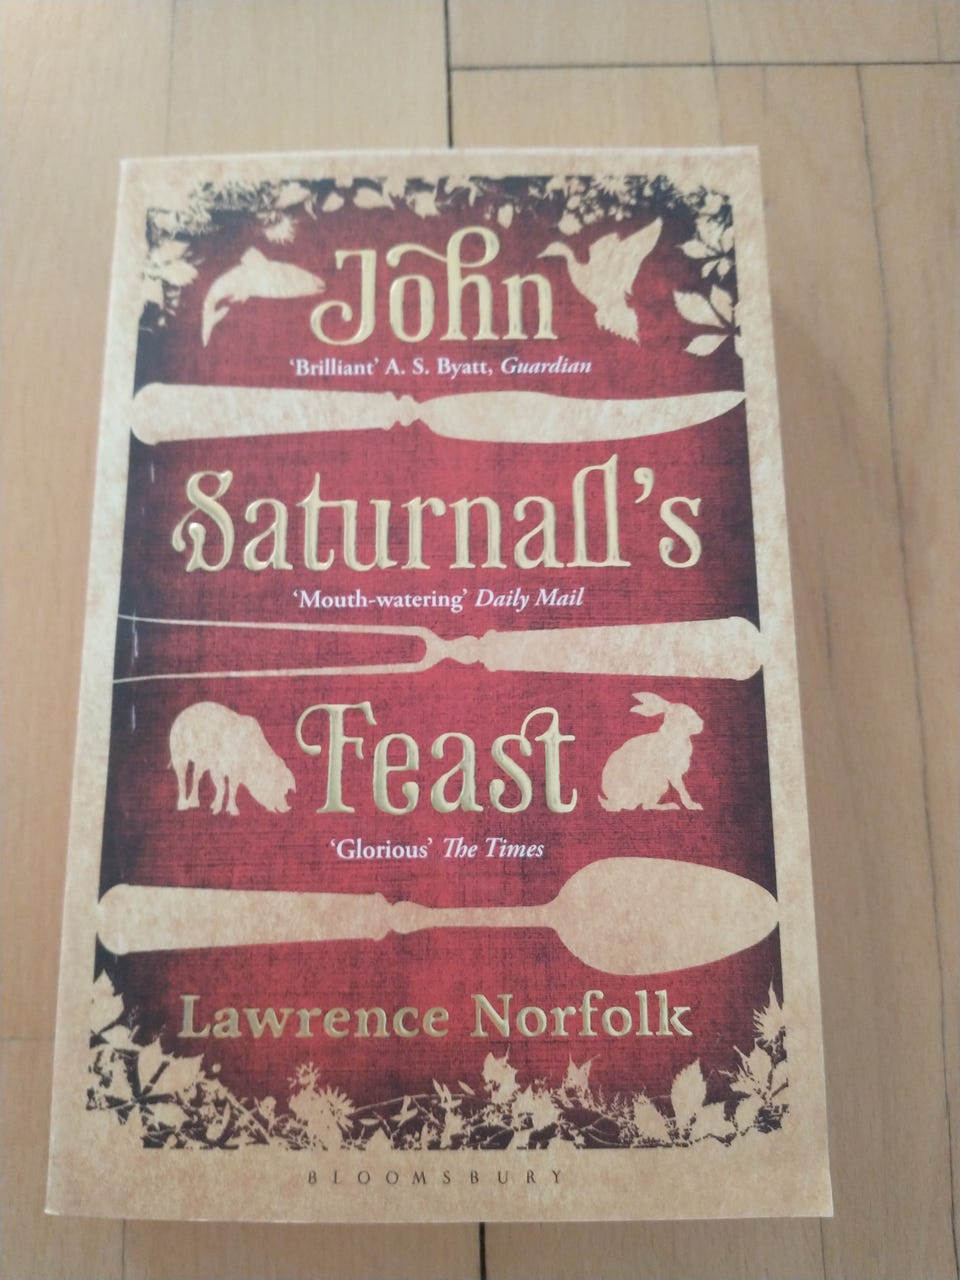 John
‘Brilliant’ A. S. Byatt, Guardian
Saturnall’s
‘Mouth-watering’ Daily Mail
Feast
‘Glorious’ The Times
Lawrence Norfolk
BLOOMSBURY